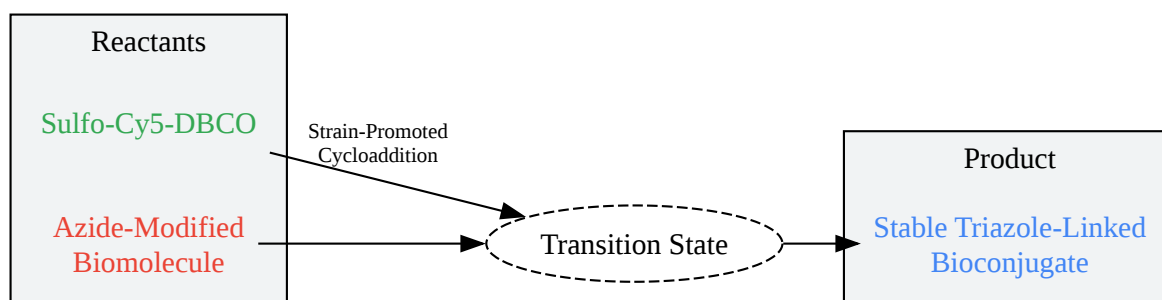 Reactants
Sulfo-Cy5-DBCO
Strain-Promoted
Cycloaddition
Azide-Modified
Biomolecule
Transition State
Product
Stable Triazole-Linked
Bioconjugate